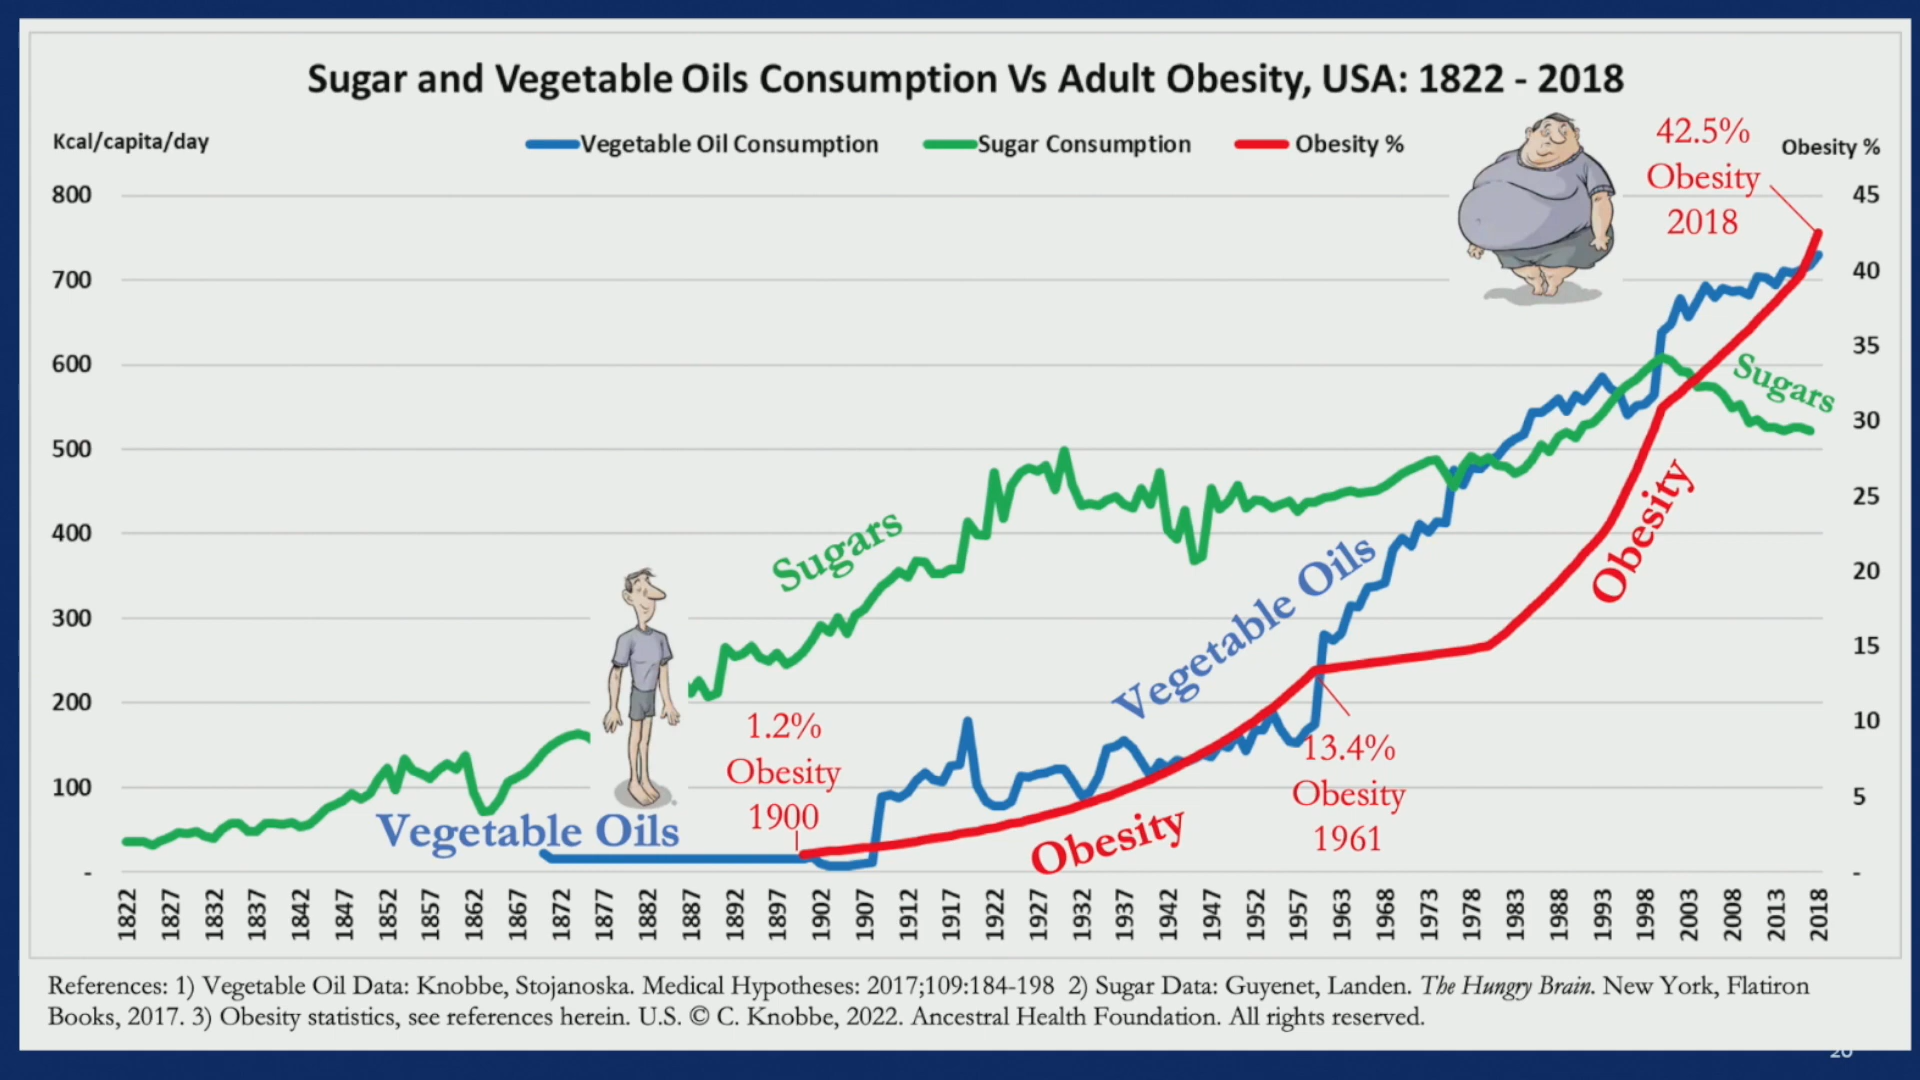 Sugar and Vegetable Oils Consumption Vs Adult Obesity, USA: 1822 - 2018
Kcal/capita/day
Vegetable Oil Consumption
Sugar Consumption
Obesity %
42.5%
Obesity
2018
Obesity %
800
700
600
500
400
300
200
100
-
45
40
35
30
25
20
15
10
5
-
Sugars
Sugars
Vegetable Oils
Vegetable Oils
Obesity
Obesity
1.2%
Obesity
1900
13.4%
Obesity
1961
1822 1827 1832 1837 1842 1847 1852 1857 1862 1867 1872 1877 1882 1887 1892 1897 1902 1907 1912 1917 1922 1927 1932 1937 1942 1947 1952 1957 1963 1968 1973 1978 1983 1988 1993 1998 2003 2008 2013 2018
References: 1) Vegetable Oil Data: Knobbe, Stojanoska. Medical Hypotheses: 2017;109:184-198 2) Sugar Data: Guyenet, Landen. The Hungry Brain. New York, Flatiron
Books, 2017. 3) Obesity statistics, see references herein. U.S. © C. Knobbe, 2022. Ancestral Health Foundation. All rights reserved.